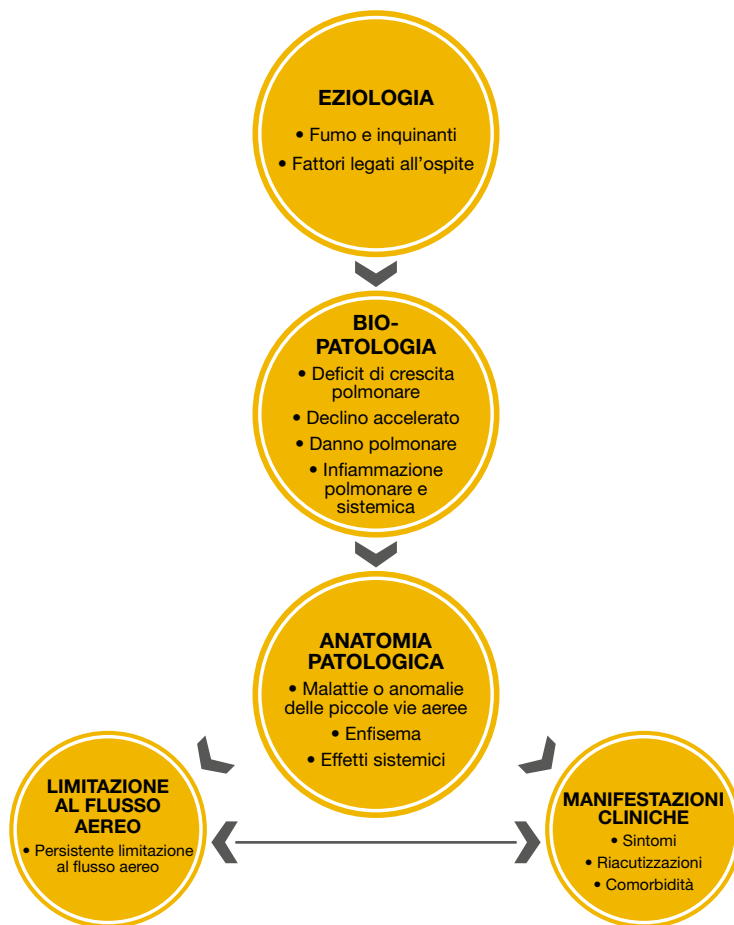 EZIOLOGIA
• Fumo e inquinanti
• Fattori legati all'ospite
BIO-
PATOLOGIA
• Deficit di crescita
polmonare
• Declino accelerato
• Danno polmonare
• Infiammazione
polmonare e
sistemica
ANATOMIA
PATOLOGICA
• Malattie o anomalie
delle piccole vie aeree
• Enfisema
• Effetti sistemici
LIMITAZIONE
AL FLUSSO
AEREO
• Persistente limitazione
al flusso aereo
MANIFESTAZIONI
CLINICHE
• Sintomi
• Riacutizzazioni
• Comorbidità